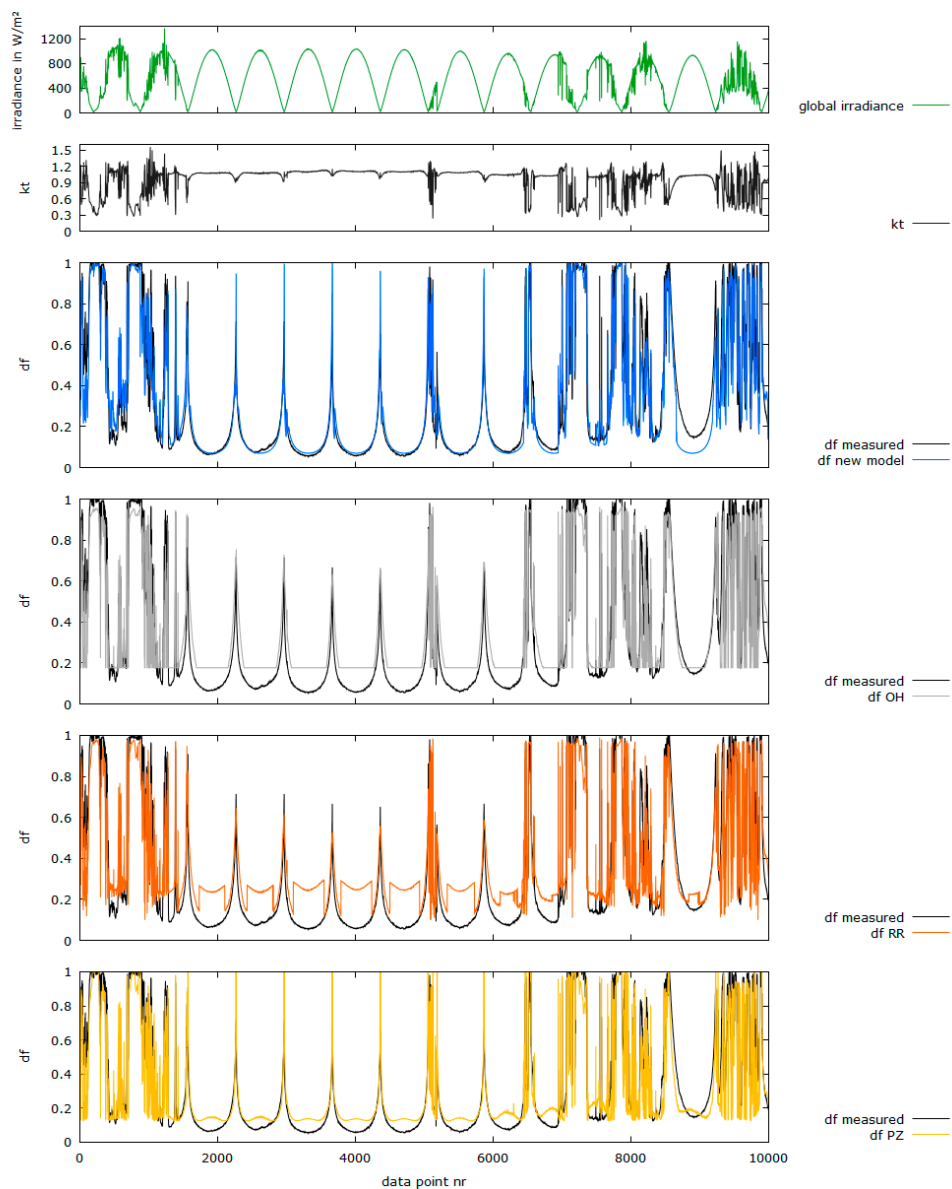 irradiance in W/m²
1200
800
400
0
global irradiance
kt
1.5
1.2
0.9
0.6
0.3
0
kt
df
1
0.8
0.6
0.4
0.2
0
df measured
df new model
df
1
0.8
0.6
0.4
0.2
0
df measured
df OH
df
1
0.8
0.6
0.4
0.2
0
df measured
df RR
df
1
0.8
0.6
0.4
0.2
0
df measured
df PZ
0 2000 4000 6000 8000 10000
data point nr